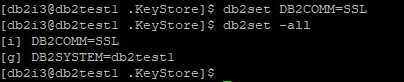 [db2i3@db2test1 .KeyStore]$ db2set DB2COMM=SSL
[db2i3@db2test1 .KeyStore]$ db2set -all
[i] DB2COMM=SSL
[g] DB2SYSTEM=db2test1
[db2i3@db2test1 .KeyStore]$